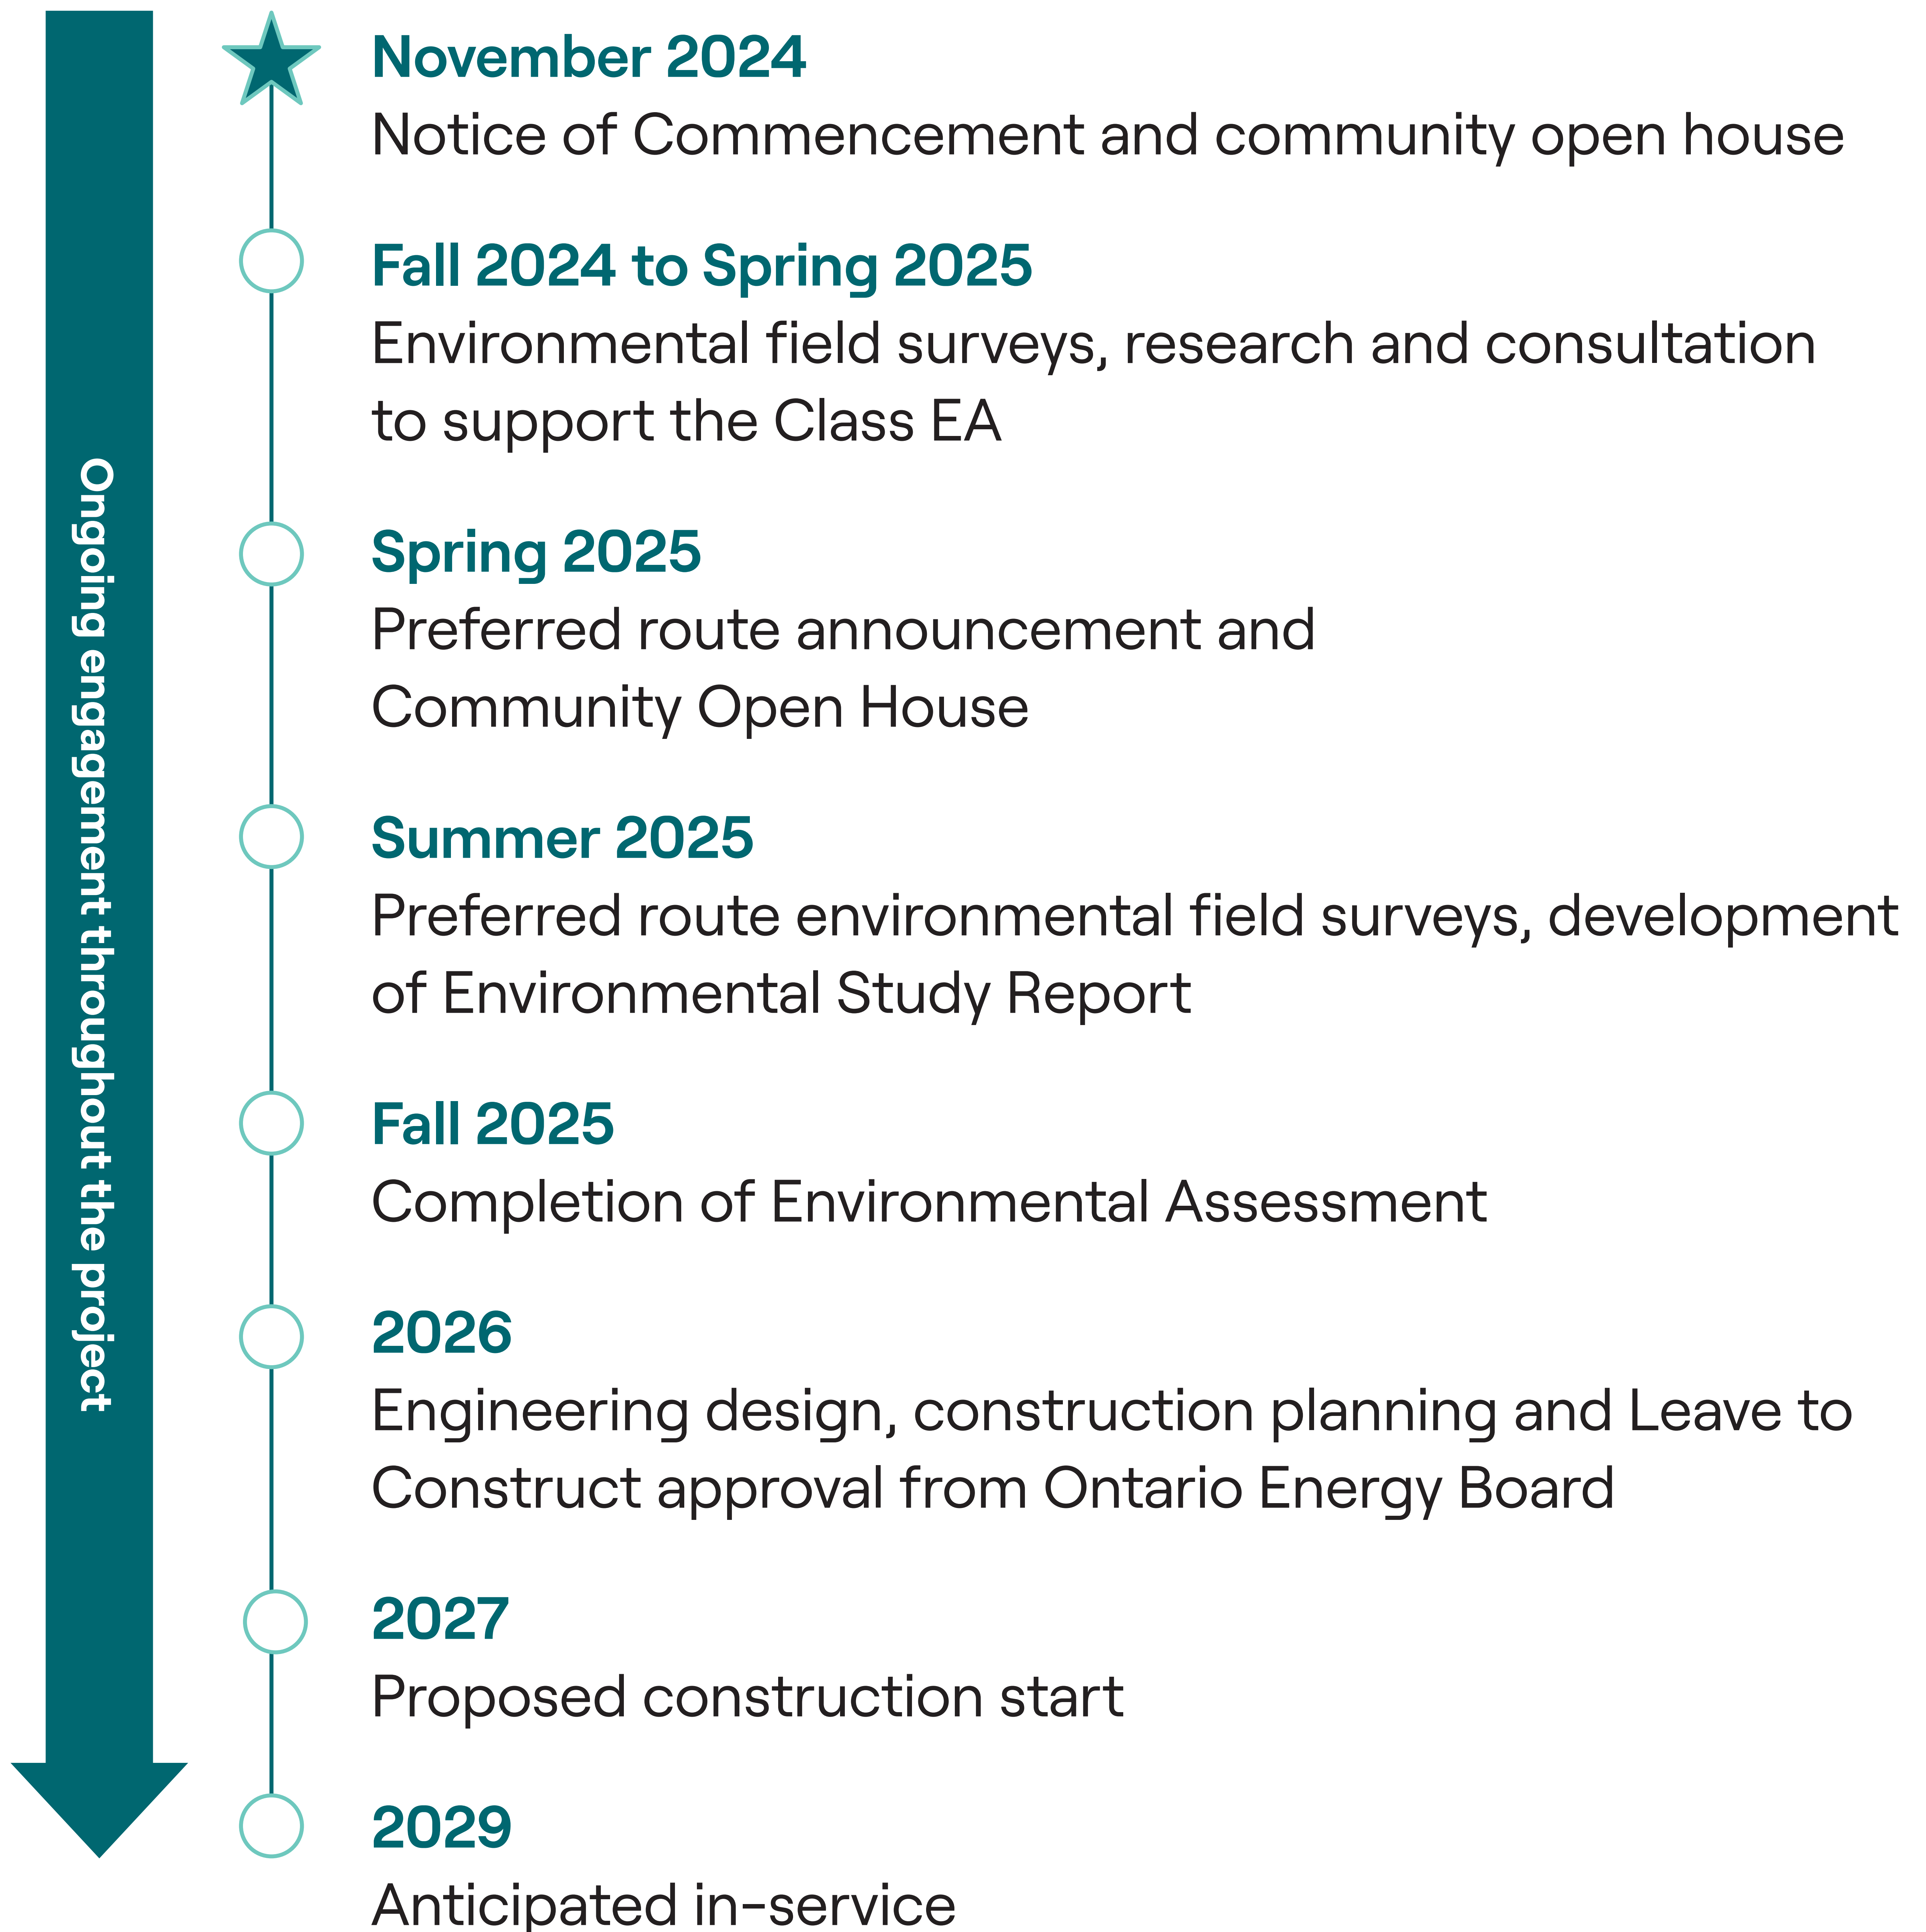 Ongoing engagement throughout the project
November 2024
Notice of Commencement and community open house
Fall 2024 to Spring 2025
Environmental field surveys, research and consultation
to support the Class EA
Spring 2025
Preferred route announcement and
Community Open House
Summer 2025
Preferred route environmental field surveys, development
of Environmental Study Report
Fall 2025
Completion of Environmental Assessment
2026
Engineering design, construction planning and Leave to
Construct approval from Ontario Energy Board
2027
Proposed construction start
2029
Anticipated in-service